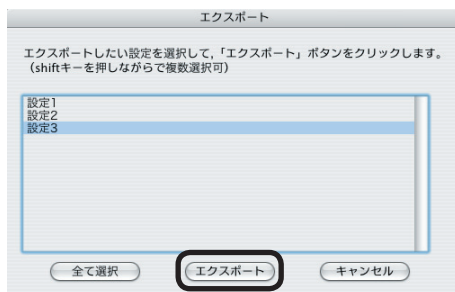 エクスポート
エクスポートしたい設定を選択して,「エクスポート」ボタンをクリックします。
(shiftキーを押しながらで複数選択可)
設定1
設定2
設定3
全て選択 エクスポート キャンセル